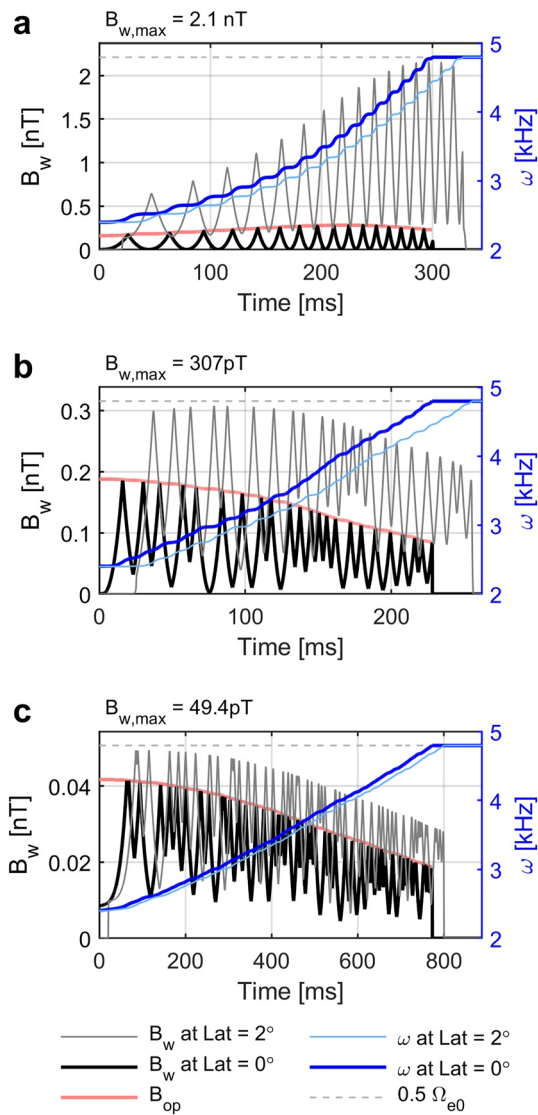 a
B_w,max = 2.1 nT
B_w [nT]
2
1.5
1
0.5
0
5
4
3
2
ω [kHz]
0 100 200 300
Time [ms]
b
B_w,max = 307pT
B_w [nT]
0.3
0.2
0.1
0
5
4
3
2
ω [kHz]
0 100 200
Time [ms]
c
B_w,max = 49.4pT
B_w [nT]
0.04
0.02
0
5
4
3
2
ω [kHz]
0 200 400 600 800
Time [ms]
B_w at Lat = 2°
ω at Lat = 2°
B_w at Lat = 0°
ω at Lat = 0°
B_op
0.5 Ω_e0